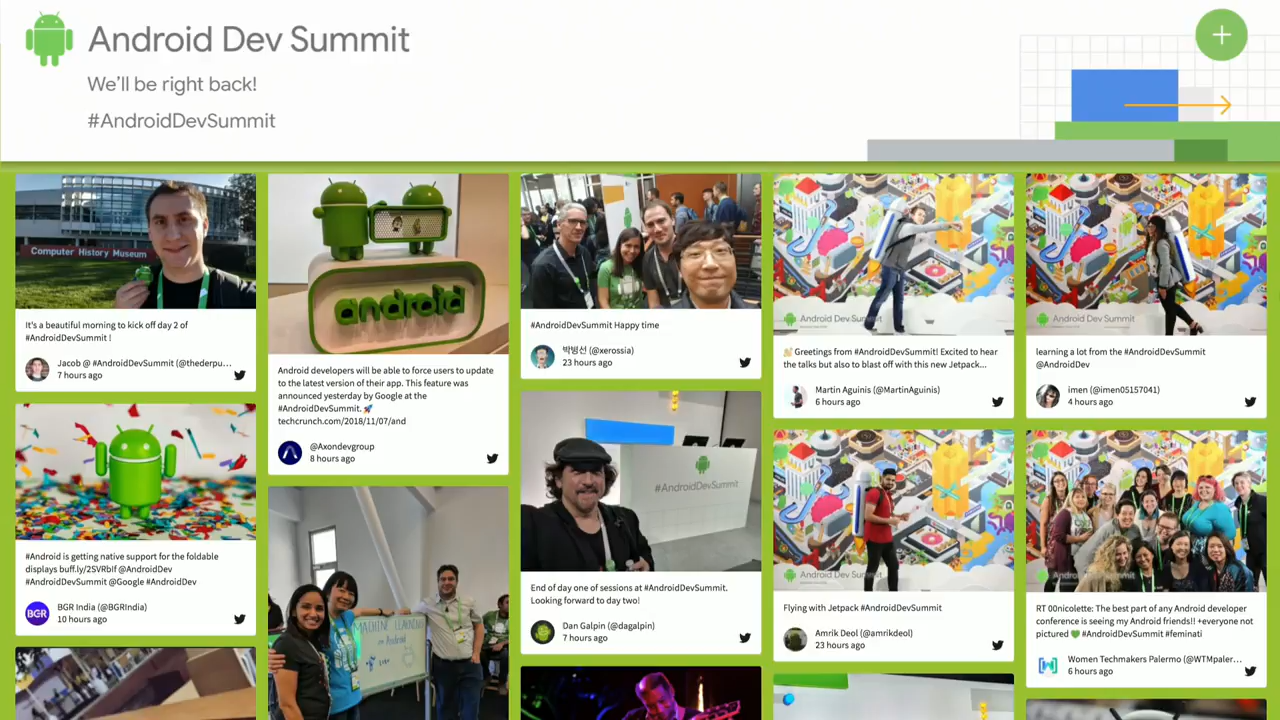 Android Dev Summit
We'll be right back!
#AndroidDevSummit
Computer History Museum
It's a beautiful morning to kick off day 2 of
#AndroidDevSummit !
Jacob @ #AndroidDevSummit (@thederpu...
7 hours ago
#Android is getting native support for the foldable
displays buff.ly/2SVRbIf @AndroidDev
#AndroidDevSummit @Google #AndroidDev
BGR
BGR India (@BGRIndia)
10 hours ago
android
Android developers will be able to force users to update
to the latest version of their app. This feature was
announced yesterday by Google at the
#AndroidDevSummit. 🚀
techcrunch.com/2018/11/07/and
@Axondevgroup
8 hours ago
MACHINE LEARNING
on Android
#AndroidDevSummit Happy time
박빙선 (@xerossia)
23 hours ago
#AndroidDevSummit
End of day one of sessions at #AndroidDevSummit.
Looking forward to day two!
Dan Galpin (@dagalpin)
7 hours ago
Android Dev Summit
👋 Greetings from #AndroidDevSummit! Excited to hear
the talks but also to blast off with this new Jetpack...
Martin Aguinis (@MartinAguinis)
6 hours ago
Android Dev Summit
Flying with Jetpack #AndroidDevSummit
Amrik Deol (@amrikdeol)
23 hours ago
Android Dev Summit
learning a lot from the #AndroidDevSummit
@AndroidDev
imen (@imen05157041)
4 hours ago
Android Dev Summit
RT 00nicolette: The best part of any Android developer
conference is seeing my Android friends!! +everyone not
pictured 💚 #AndroidDevSummit #feminati
Women Techmakers Palermo (@WTMpaler...
6 hours ago